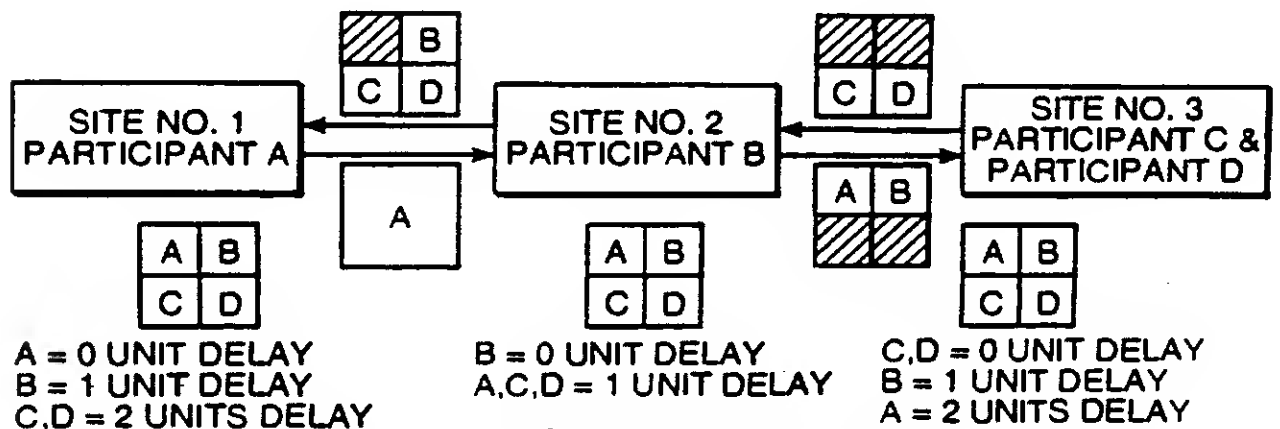 B
C D
C D
SITE NO. 1
PARTICIPANT A
SITE NO. 2
PARTICIPANT B
SITE NO. 3
PARTICIPANT C &
PARTICIPANT D
A
A B
A B
C D
A B
C D
A B
C D
A = 0 UNIT DELAY
B = 1 UNIT DELAY
C,D = 2 UNITS DELAY
B = 0 UNIT DELAY
A,C,D = 1 UNIT DELAY
C,D = 0 UNIT DELAY
B = 1 UNIT DELAY
A = 2 UNITS DELAY